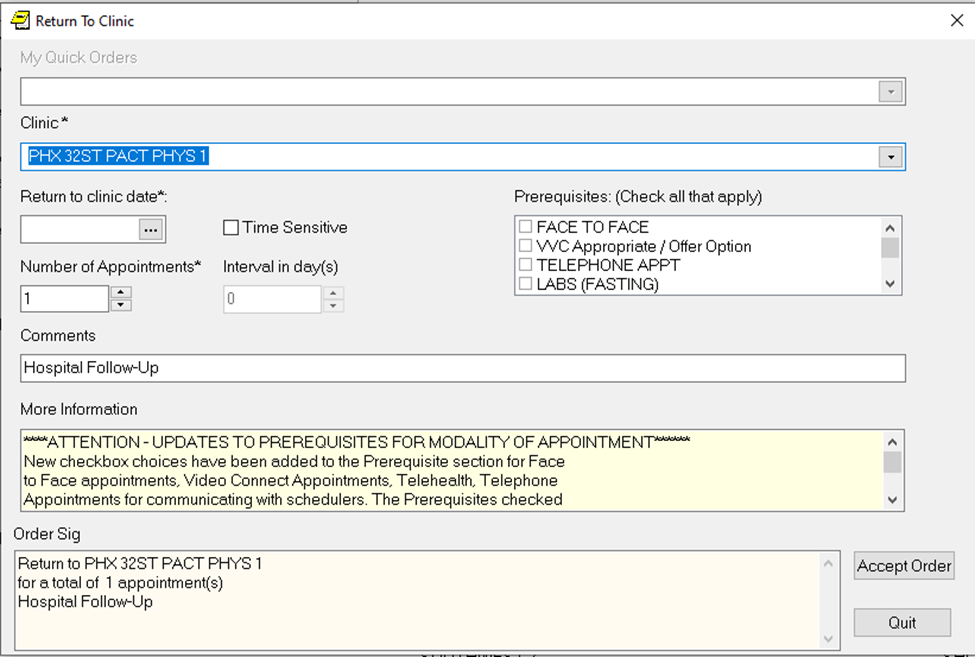 Return To Clinic
My Quick Orders
Clinic *
PHX 32ST PACT PHYS 1
Return to clinic date*:
Prerequisites: (Check all that apply)
...
Time Sensitive
FACE TO FACE
VVC Appropriate / Offer Option
TELEPHONE APPT
LABS (FASTING)
Number of Appointments*
Interval in day(s)
1
0
Comments
Hospital Follow-Up
More Information
****ATTENTION - UPDATES TO PREREQUISITES FOR MODALITY OF APPOINTMENT******
New checkbox choices have been added to the Prerequisite section for Face
to Face appointments, Video Connect Appointments, Telehealth, Telephone
Appointments for communicating with schedulers. The Prerequisites checked
Order Sig
Return to PHX 32ST PACT PHYS 1
for a total of 1 appointment(s)
Hospital Follow-Up
Accept Order
Quit